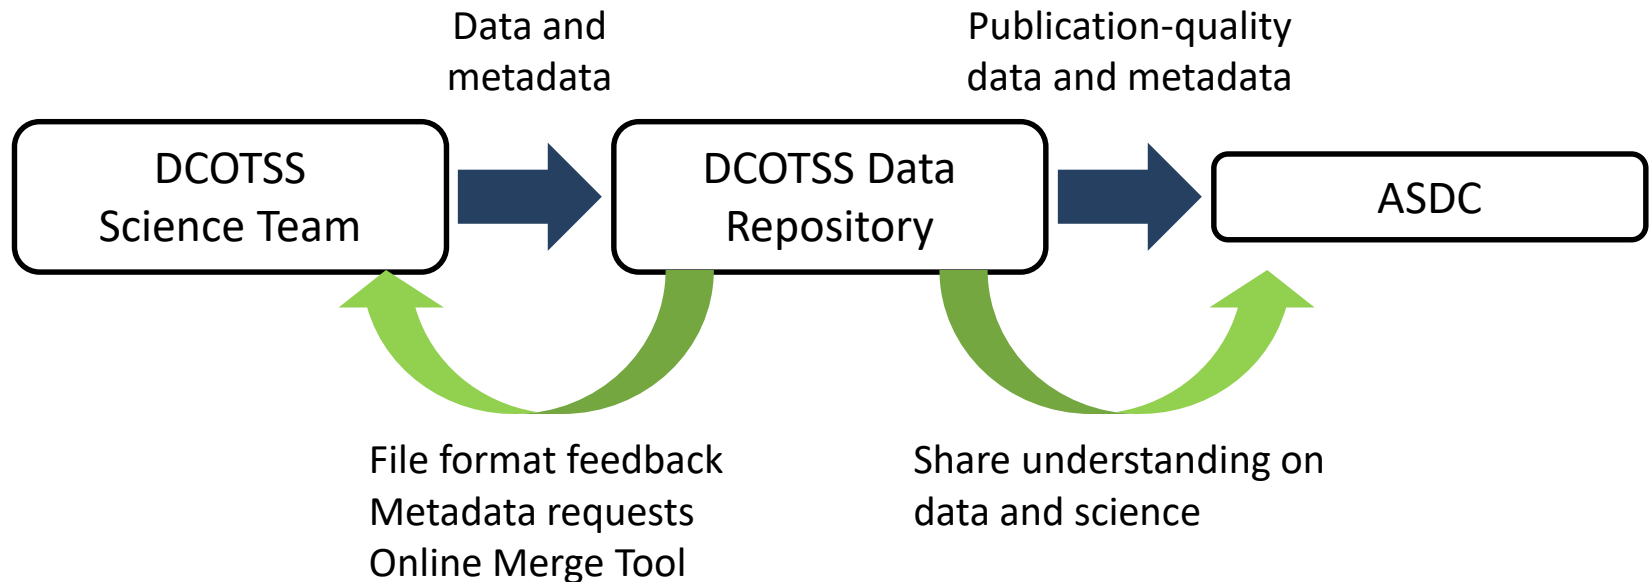 Data and
metadata
Publication-quality
data and metadata
DCOTSS
Science Team
DCOTSS Data
Repository
ASDC
File format feedback
Metadata requests
Online Merge Tool
Share understanding on
data and science